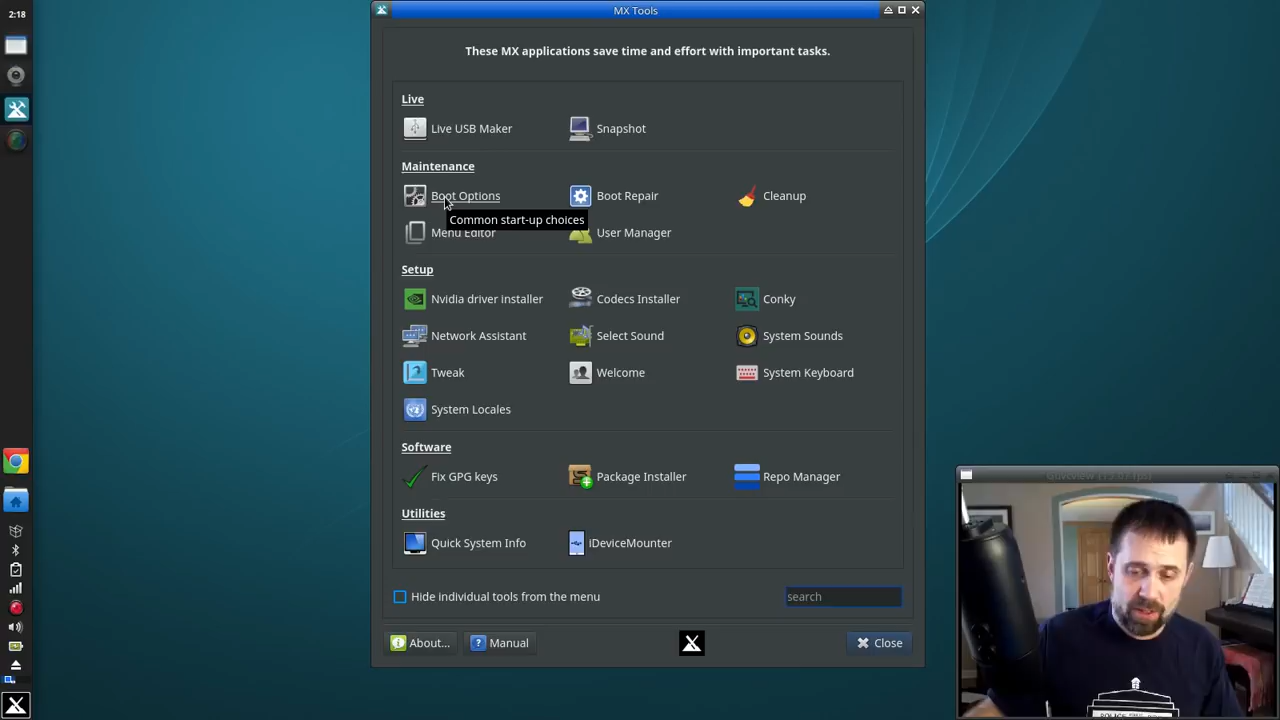 2:18
MX Tools
These MX applications save time and effort with important tasks.
Live
Live USB Maker
Snapshot
Maintenance
Boot Options
Boot Repair
Cleanup
Common start-up choices
Menu Editor
User Manager
Setup
Nvidia driver installer
Codecs Installer
Conky
Network Assistant
Select Sound
System Sounds
Tweak
Welcome
System Keyboard
System Locales
Software
Fix GPG keys
Package Installer
Repo Manager
Utilities
Quick System Info
iDeviceMounter
Hide individual tools from the menu
search
About...
Manual
Close
POLICE